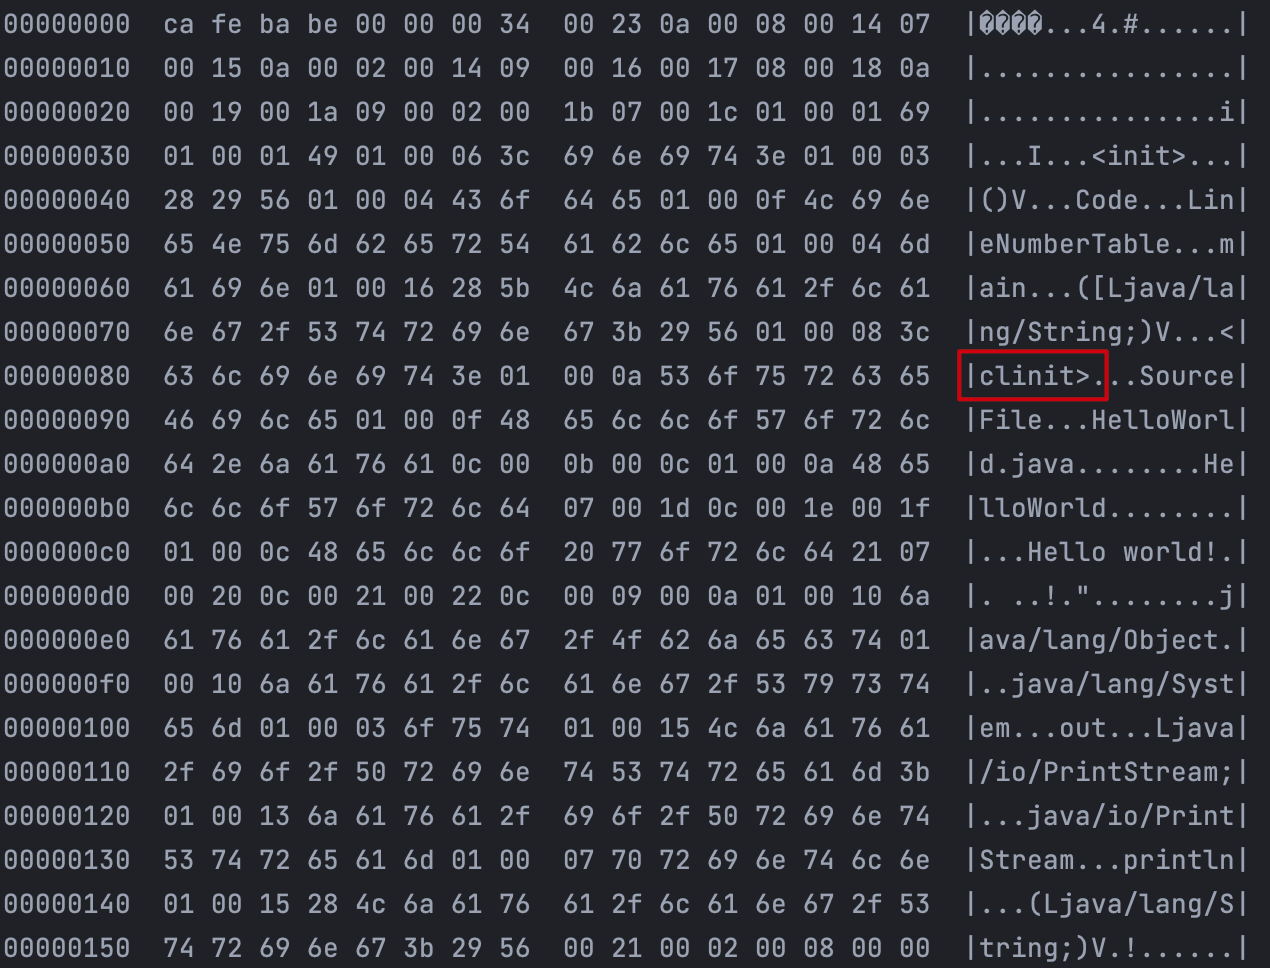 00000000  ca fe ba be 00 00 00 34  00 23 0a 00 08 00 14 07  |����...4.#......|
00000010  00 15 0a 00 02 00 14 09  00 16 00 17 08 00 18 0a  |................|
00000020  00 19 00 1a 09 00 02 00  1b 07 00 1c 01 00 01 69  |...............i|
00000030  01 00 01 49 01 00 06 3c  69 6e 69 74 3e 01 00 03  |...I...<init>...|
00000040  28 29 56 01 00 04 43 6f  64 65 01 00 0f 4c 69 6e  |()V...Code...Lin|
00000050  65 4e 75 6d 62 65 72 54  61 62 6c 65 01 00 04 6d  |eNumberTable...m|
00000060  61 69 6e 01 00 16 28 5b  4c 6a 61 76 61 2f 6c 61  |ain...([Ljava/la|
00000070  6e 67 2f 53 74 72 69 6e  67 3b 29 56 01 00 08 3c  |ng/String;)V...<|
00000080  63 6c 69 6e 69 74 3e 01  00 0a 53 6f 75 72 63 65  |clinit>...Source|
00000090  46 69 6c 65 01 00 0f 48  65 6c 6c 6f 57 6f 72 6c  |File...HelloWorl|
000000a0  64 2e 6a 61 76 61 0c 00  0b 00 0c 01 00 0a 48 65  |d.java........He|
000000b0  6c 6c 6f 57 6f 72 6c 64  07 00 1d 0c 00 1e 00 1f  |lloWorld........|
000000c0  01 00 0c 48 65 6c 6c 6f  20 77 6f 72 6c 64 21 07  |...Hello world!.|
000000d0  00 20 0c 00 21 00 22 0c  00 09 00 0a 01 00 10 6a  |. ..!."........j|
000000e0  61 76 61 2f 6c 61 6e 67  2f 4f 62 6a 65 63 74 01  |ava/lang/Object.|
000000f0  00 10 6a 61 76 61 2f 6c  61 6e 67 2f 53 79 73 74  |..java/lang/Syst|
00000100  65 6d 01 00 03 6f 75 74  01 00 15 4c 6a 61 76 61  |em...out...Ljava|
00000110  2f 69 6f 2f 50 72 69 6e  74 53 74 72 65 61 6d 3b  |/io/PrintStream;|
00000120  01 00 13 6a 61 76 61 2f  69 6f 2f 50 72 69 6e 74  |...java/io/Print|
00000130  53 74 72 65 61 6d 01 00  07 70 72 69 6e 74 6c 6e  |Stream...println|
00000140  01 00 15 28 4c 6a 61 76  61 2f 6c 61 6e 67 2f 53  |...(Ljava/lang/S|
00000150  74 72 69 6e 67 3b 29 56  00 21 00 02 00 08 00 00  |tring;)V.!......|